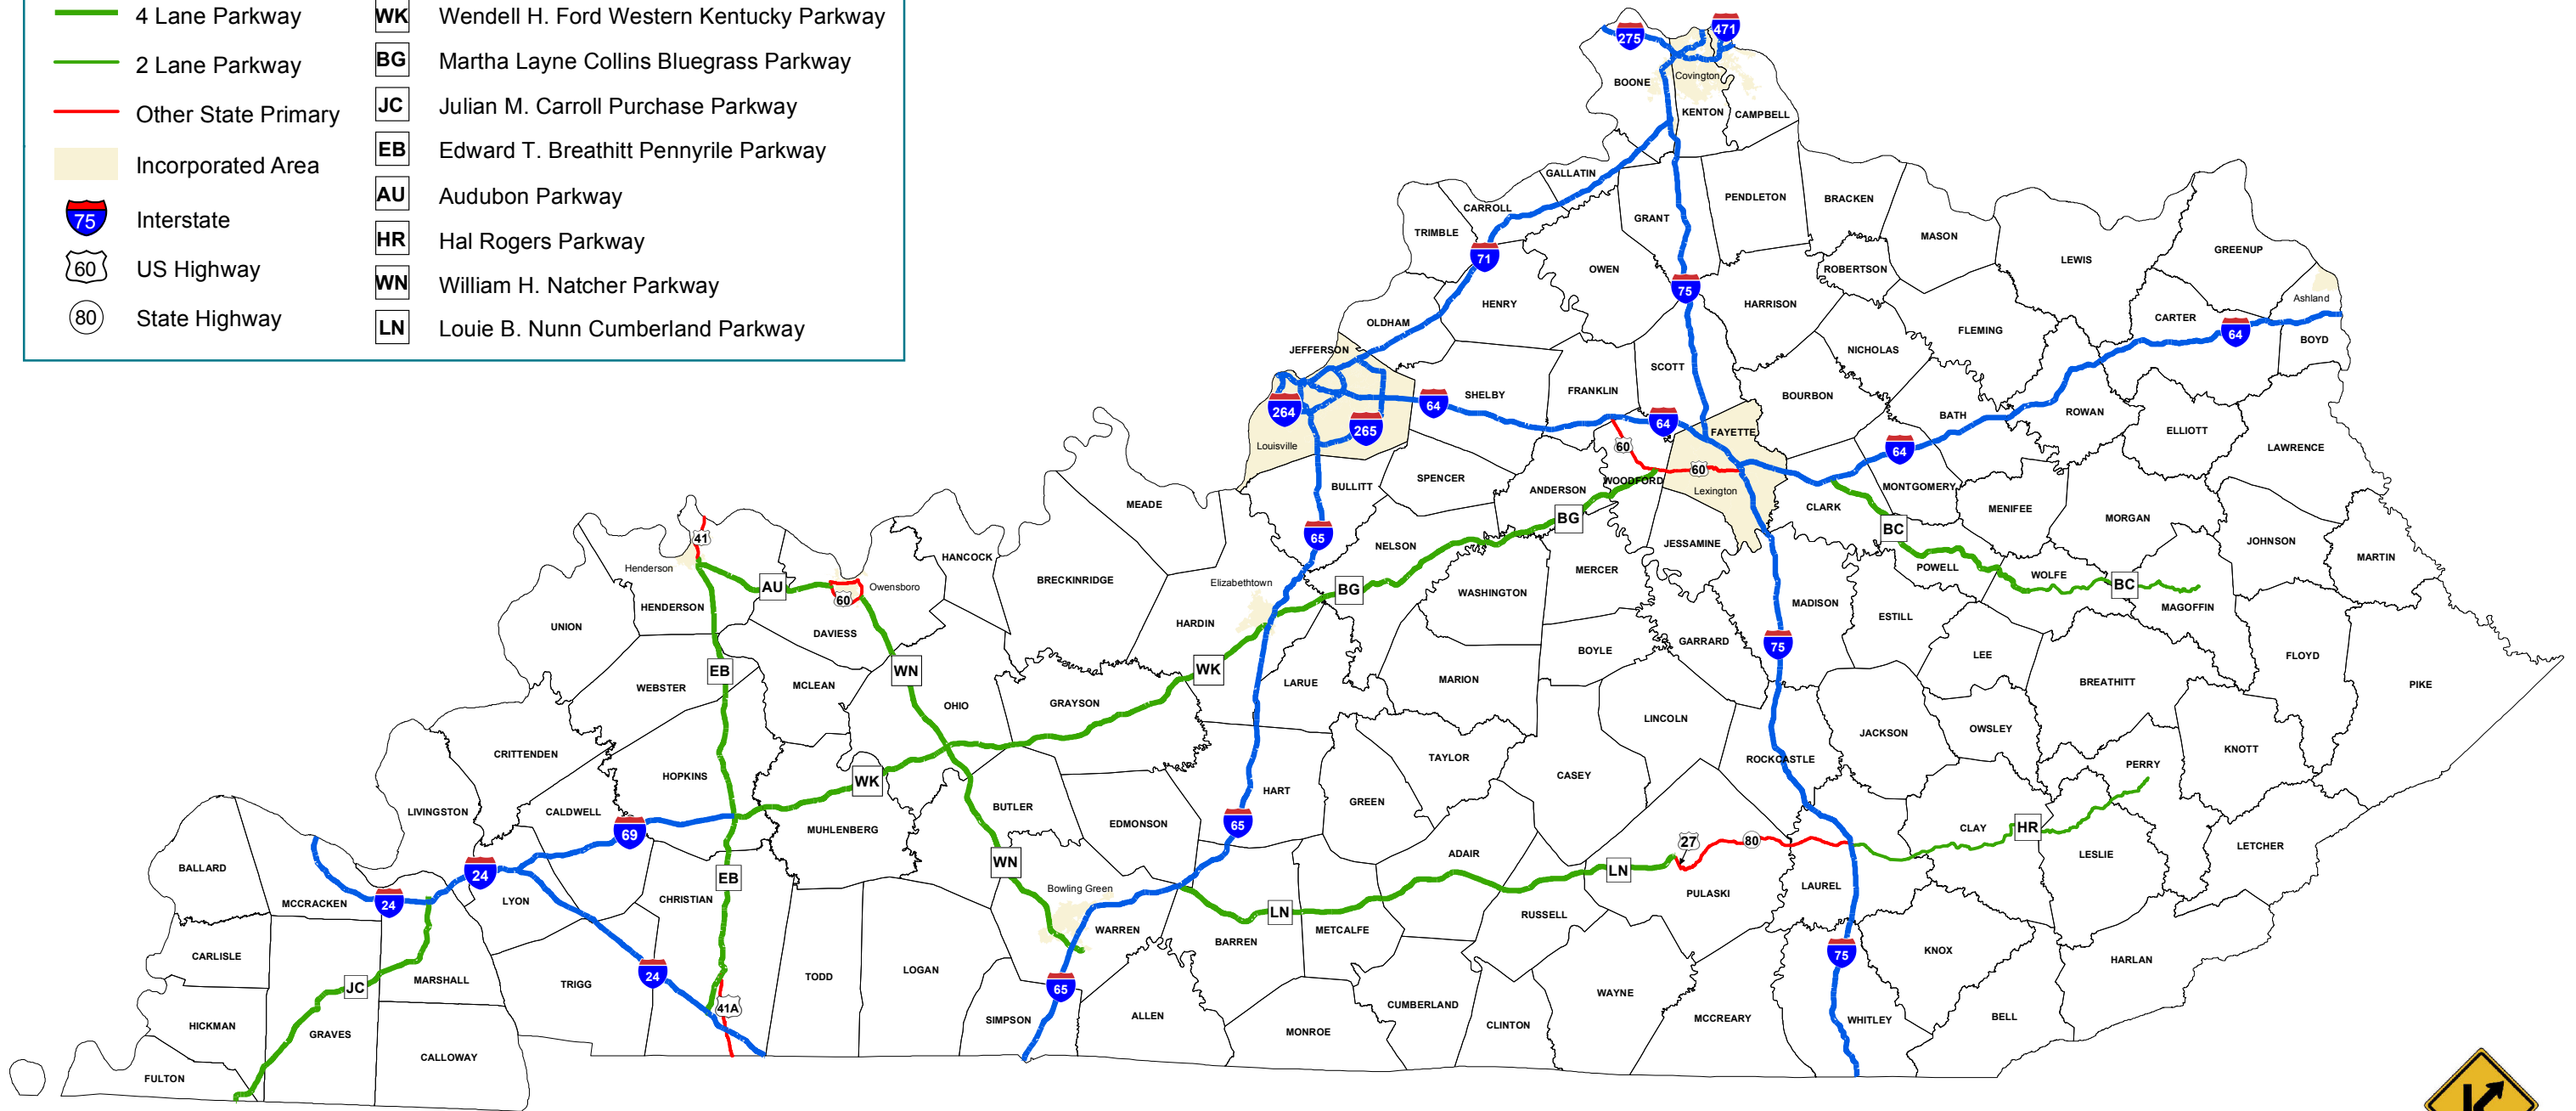 4 Lane Parkway
2 Lane Parkway
Other State Primary
Incorporated Area
75 Interstate
60 US Highway
80 State Highway
WK Wendell H. Ford Western Kentucky Parkway
BG Martha Layne Collins Bluegrass Parkway
JC Julian M. Carroll Purchase Parkway
EB Edward T. Breathitt Pennyrile Parkway
AU Audubon Parkway
HR Hal Rogers Parkway
WN William H. Natcher Parkway
LN Louie B. Nunn Cumberland Parkway
275
471
BOONE
Covington
KENTON
CAMPBELL
GALLATIN
CARROLL
TRIMBLE
GRANT
PENDLETON
BRACKEN
MASON
71
OWEN
ROBERTSON
LEWIS
GREENUP
75
HENRY
HARRISON
Ashland
OLDHAM
FLEMING
CARTER
64
BOYD
JEFFERSON
NICHOLAS
SCOTT
264
265
64
SHELBY
FRANKLIN
BOURBON
64
BATH
ROWAN
ELLIOTT
Louisville
60
FAYETTE
64
LAWRENCE
60
SPENCER
WOODFORD
ANDERSON
Lexington
MONTGOMERY
BULLITT
MEADE
BG
CLARK
MENIFEE
MORGAN
BC
41
65
NELSON
JESSAMINE
JOHNSON
MARTIN
HANCOCK
Henderson
AU
60
Owensboro
BRECKINRIDGE
Elizabethtown
BG
MERCER
POWELL
WOLFE
BC
MAGOFFIN
HENDERSON
WASHINGTON
MADISON
ESTILL
UNION
DAVIESS
HARDIN
GARRARD
75
EB
WN
WK
BOYLE
LEE
FLOYD
WEBSTER
MCLEAN
LARUE
MARION
BREATHITT
PIKE
OHIO
GRAYSON
LINCOLN
OWSLEY
JACKSON
CRITTENDEN
TAYLOR
ROCKCASTLE
KNOTT
HOPKINS
WK
CASEY
PERRY
LIVINGSTON
CALDWELL
69
BUTLER
HART
GREEN
MUHLENBERG
EDMONSON
65
CLAY
HR
27
80
BALLARD
24
WN
ADAIR
LN
LESLIE
LETCHER
EB
Bowling Green
PULASKI
LAUREL
MCCRACKEN
24
LYON
CHRISTIAN
LN
RUSSELL
WARREN
METCALFE
BARREN
CARLISLE
KNOX
75
HARLAN
MARSHALL
24
TODD
LOGAN
JC
TRIGG
65
WAYNE
41A
CUMBERLAND
HICKMAN
GRAVES
SIMPSON
ALLEN
MONROE
CLINTON
MCCREARY
WHITLEY
BELL
CALLOWAY
FULTON